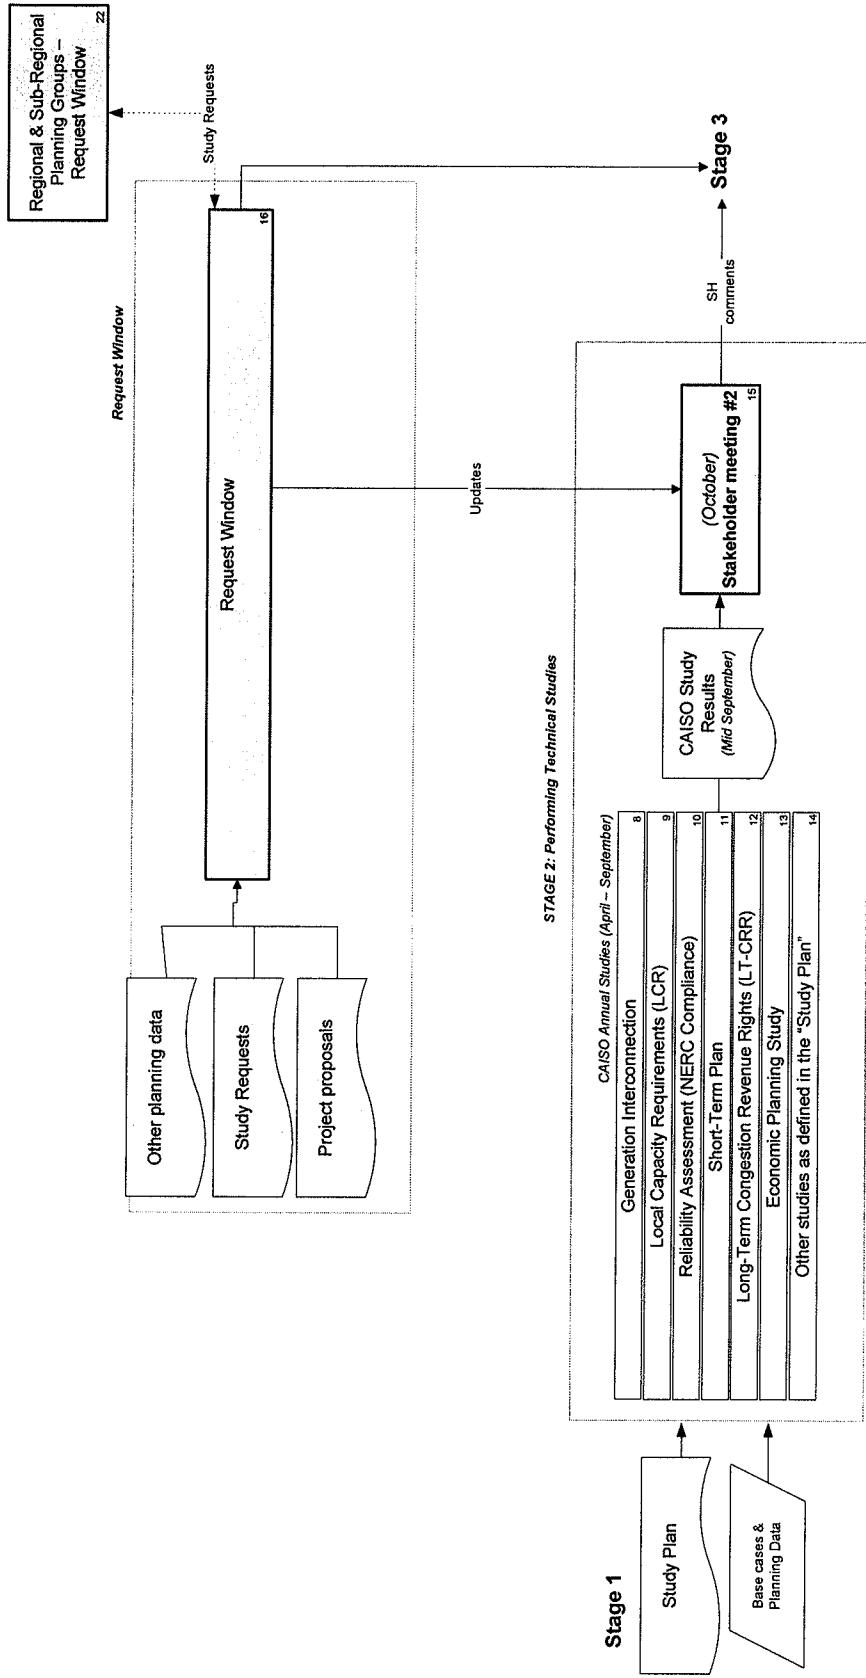 Regional & Sub-Regional
Planning Groups –
Request Window
22
Study Requests
Request Window
Other planning data
Study Requests
Project proposals
Request Window
16
Updates
Stage 3
SH
comments
STAGE 2: Performing Technical Studies
CAISO Annual Studies (April – September)
Generation Interconnection
8
Local Capacity Requirements (LCR)
9
Reliability Assessment (NERC Compliance)
10
Short-Term Plan
11
Long-Term Congestion Revenue Rights (LT-CRR)
12
Economic Planning Study
13
Other studies as defined in the “Study Plan”
14
CAISO Study
Results
(Mid September)
(October)
Stakeholder meeting #2
15
Stage 1
Study Plan
Base cases &
Planning Data